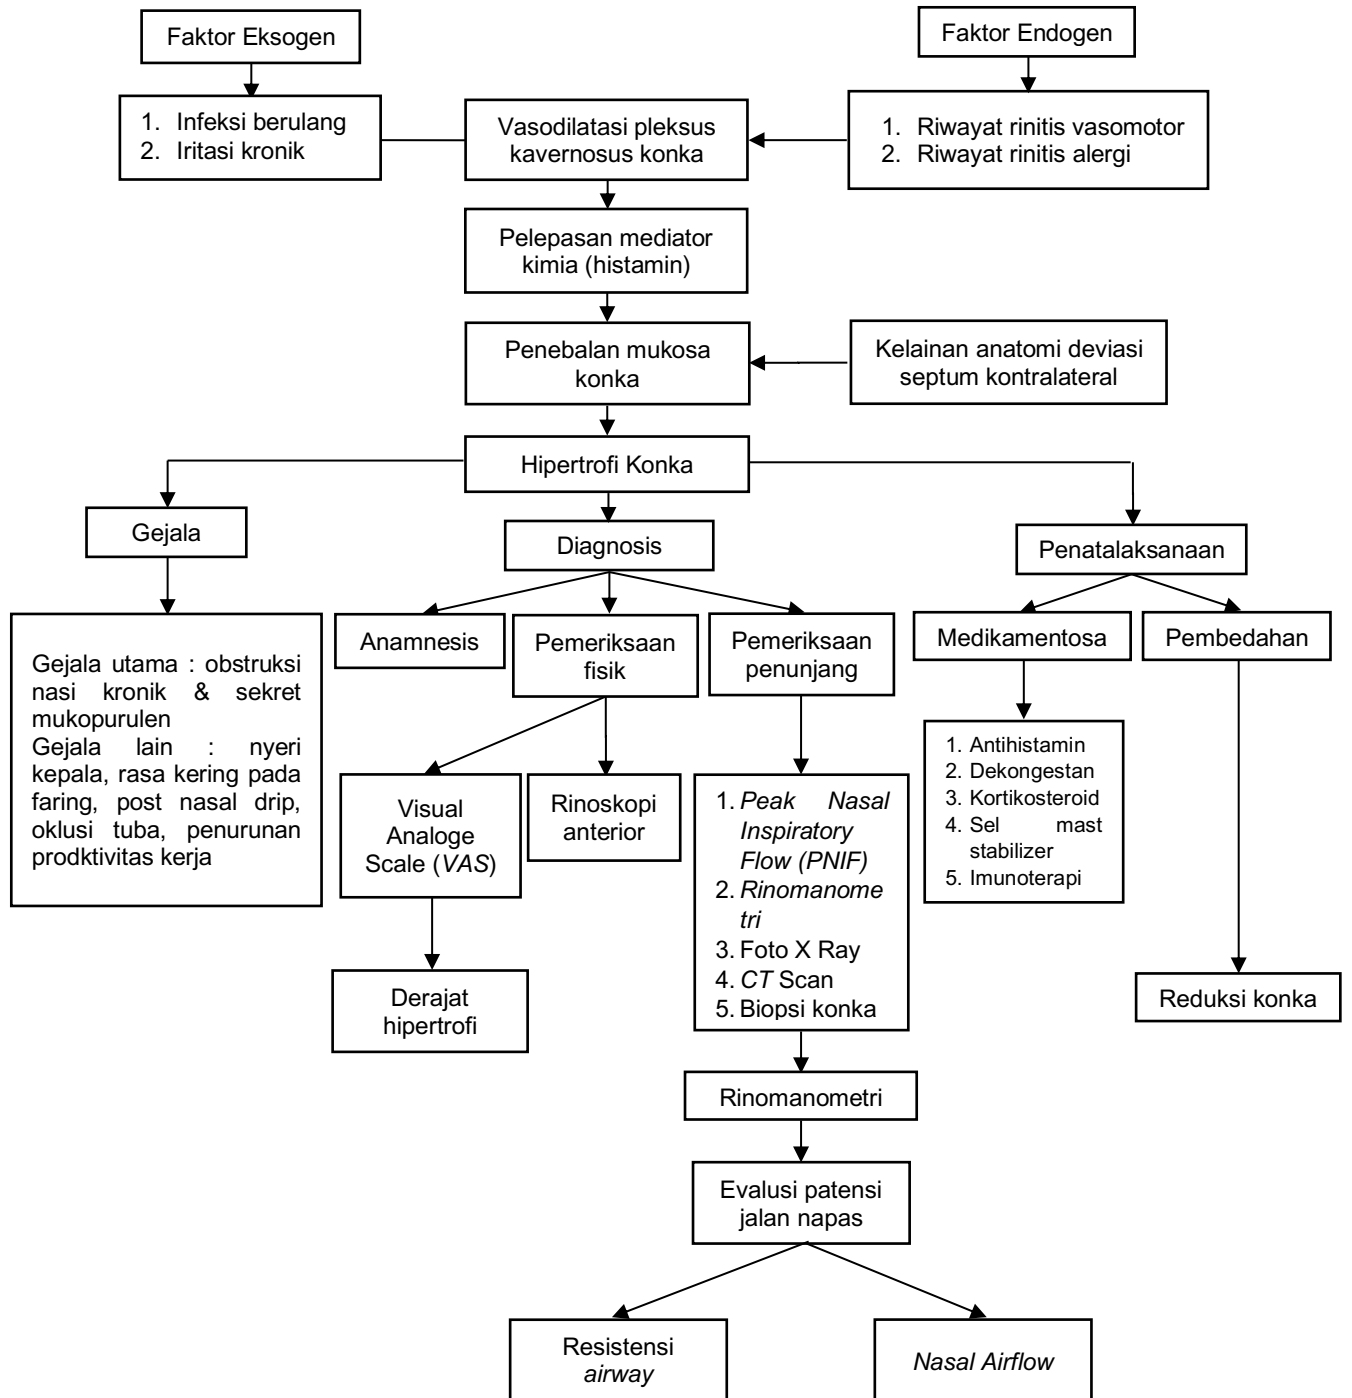 Faktor Eksogen
Faktor Endogen
1. Infeksi berulang
2. Iritasi kronik
Vasodilatasi pleksus
kavernosus konka
1. Riwayat rinitis vasomotor
2. Riwayat rinitis alergi
Pelepasan mediator
kimia (histamin)
Penebalan mukosa
konka
Kelainan anatomi deviasi
septum kontralateral
Hipertrofi Konka
Gejala
Diagnosis
Penatalaksanaan
Gejala utama : obstruksi
nasi kronik & sekret
mukopurulen
Gejala lain : nyeri
kepala, rasa kering pada
faring, post nasal drip,
oklusi tuba, penurunan
prodktivitas kerja
Anamnesis
Pemeriksaan
fisik
Pemeriksaan
penunjang
Medikamentosa
Pembedahan
Visual
Analoge
Scale (VAS)
Rinoskopi
anterior
1. Peak Nasal
Inspiratory
Flow (PNIF)
2. Rinomanome
tri
3. Foto X Ray
4. CT Scan
5. Biopsi konka
1. Antihistamin
2. Dekongestan
3. Kortikosteroid
4. Sel mast
stabilizer
5. Imunoterapi
Derajat
hipertrofi
Reduksi konka
Rinomanometri
Evalusi patensi
jalan napas
Resistensi
airway
Nasal Airflow